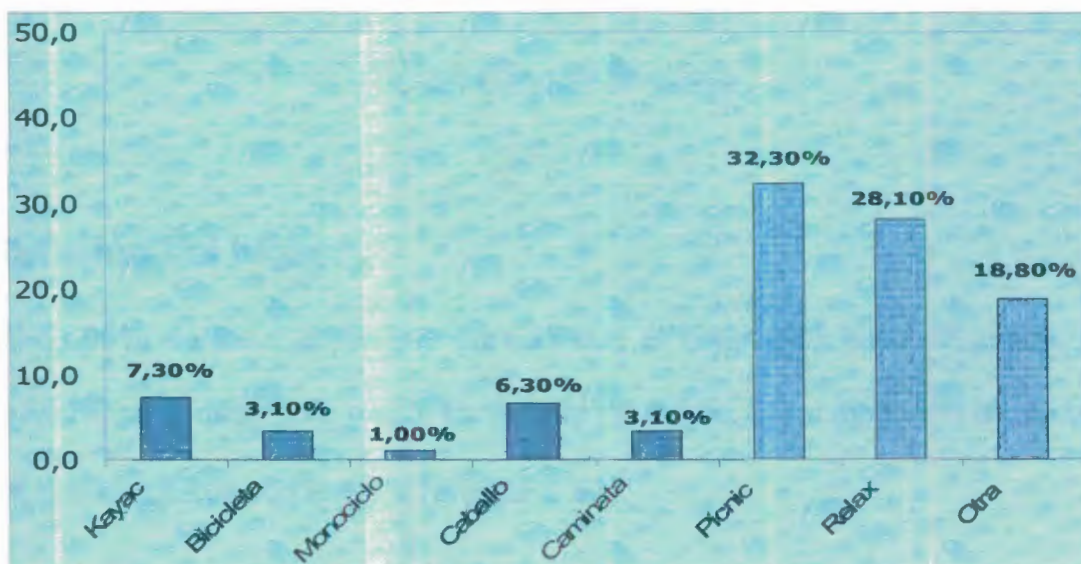 50,0
40,0
30,0
20,0
10,0
0,0
7,30%
3,10%
1,00%
6,30%
3,10%
32,30%
28,10%
18,80%
Kayac
Bicicleta
Monociclo
Caballo
Caminata
Picnic
Relax
Otra